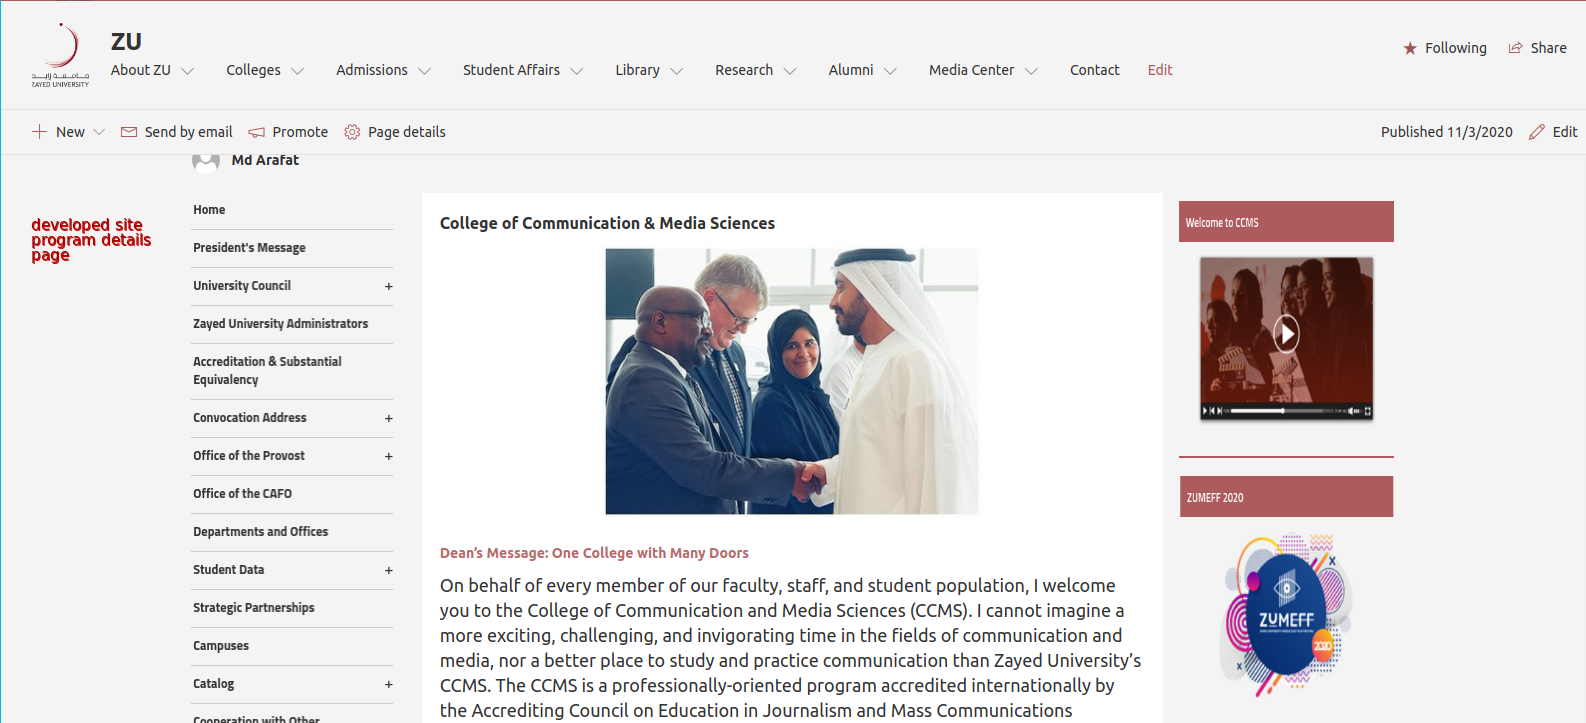 ZU
About ZU
Colleges
Admissions
Student Affairs
Library
Research
Alumni
Media Center
Contact
Edit
Following
Share
ZAYED UNIVERSITY
New
Send by email
Promote
Page details
Published 11/3/2020
Edit
Md Arafat
developed site
program details
page
Home
President's Message
University Council +
Zayed University Administrators
Accreditation & Substantial
Equivalency
Convocation Address +
Office of the Provost +
Office of the CAFO
Departments and Offices
Student Data +
Strategic Partnerships
Campuses
Catalog +
Cooperation with Other
College of Communication & Media Sciences
Dean’s Message: One College with Many Doors
On behalf of every member of our faculty, staff, and student population, I welcome
you to the College of Communication and Media Sciences (CCMS). I cannot imagine a
more exciting, challenging, and invigorating time in the fields of communication and
media, nor a better place to study and practice communication than Zayed University’s
CCMS. The CCMS is a professionally-oriented program accredited internationally by
the Accrediting Council on Education in Journalism and Mass Communications
Welcome to CCMS
ZUMEFF 2020
ZUMEFF
2020